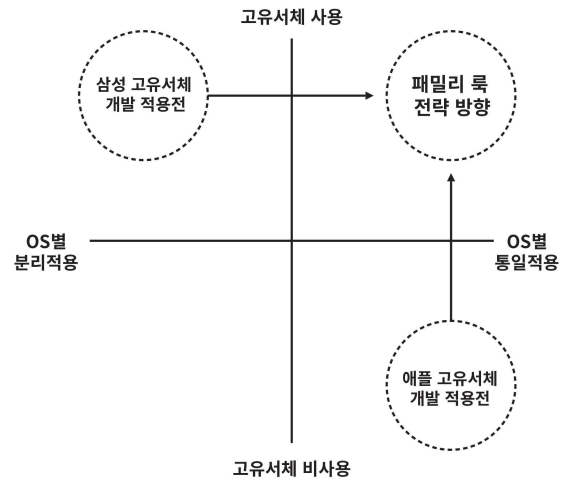 고유서체 사용
삼성 고유서체
개발 적용전
패밀리 룩
전략 방향
OS별
분리적용
OS별
통일적용
애플 고유서체
개발 적용전
고유서체 비사용